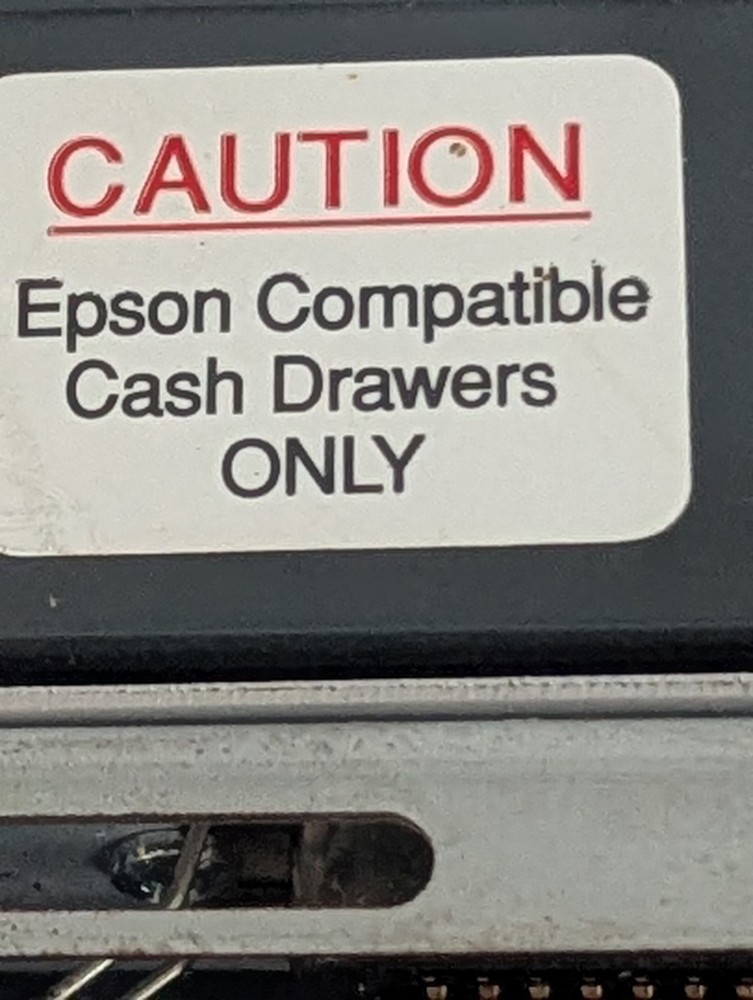 CAUTION
Epson Compatible
Cash Drawers
ONLY